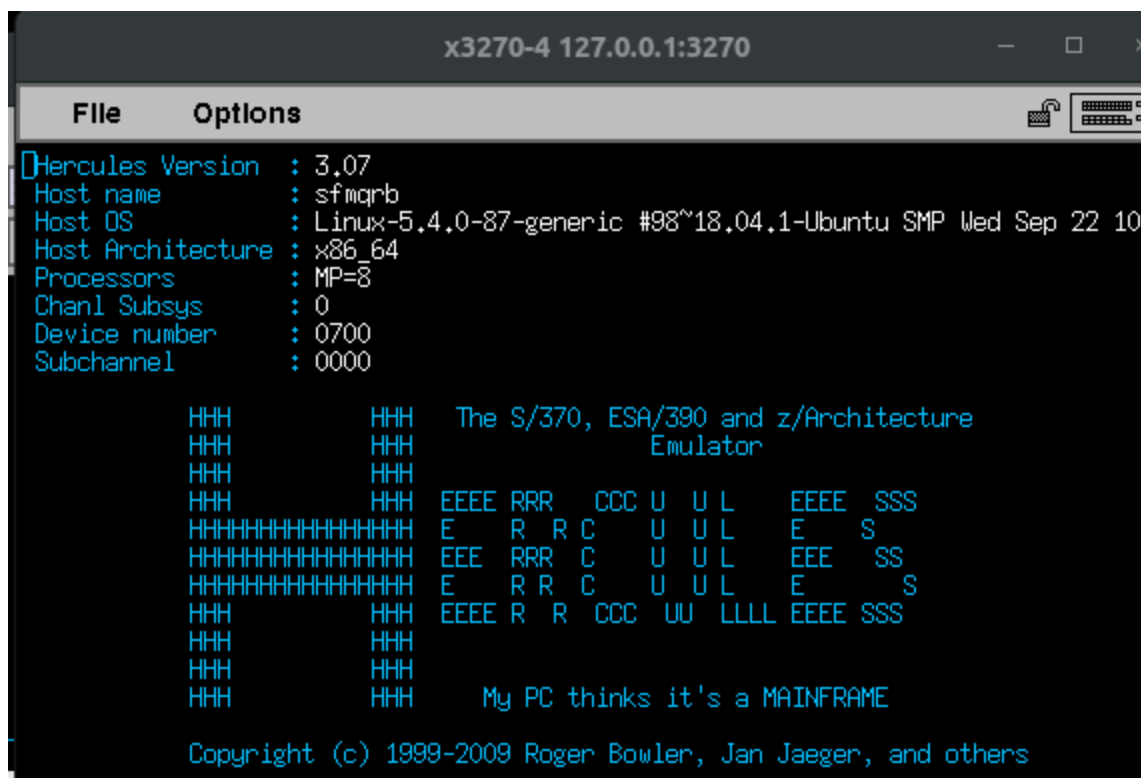 x3270-4 127.0.0.1:3270
File Options
Hercules Version : 3.07
Host name : sfmqrb
Host OS : Linux-5.4.0-87-generic #98~18.04.1-Ubuntu SMP Wed Sep 22 10
Host Architecture : x86_64
Processors : MP=8
Chanl Subsys : 0
Device number : 0700
Subchannel : 0000
HHH HHH The S/370, ESA/390 and z/Architecture
HHH HHH Emulator
HHH HHH
HHH HHH EEEE RRR CCC U U L EEEE SSS
HHHHHHHHHHHHHHHH E R R C U U L E S
HHHHHHHHHHHHHHHH EEE RRR C U U L EEE SS
HHHHHHHHHHHHHHHH E R R C U U L E S
HHH HHH EEEE R R CCC UU LLLL EEEE SSS
HHH HHH
HHH HHH
HHH HHH My PC thinks it's a MAINFRAME
Copyright (c) 1999-2009 Roger Bowler, Jan Jaeger, and others